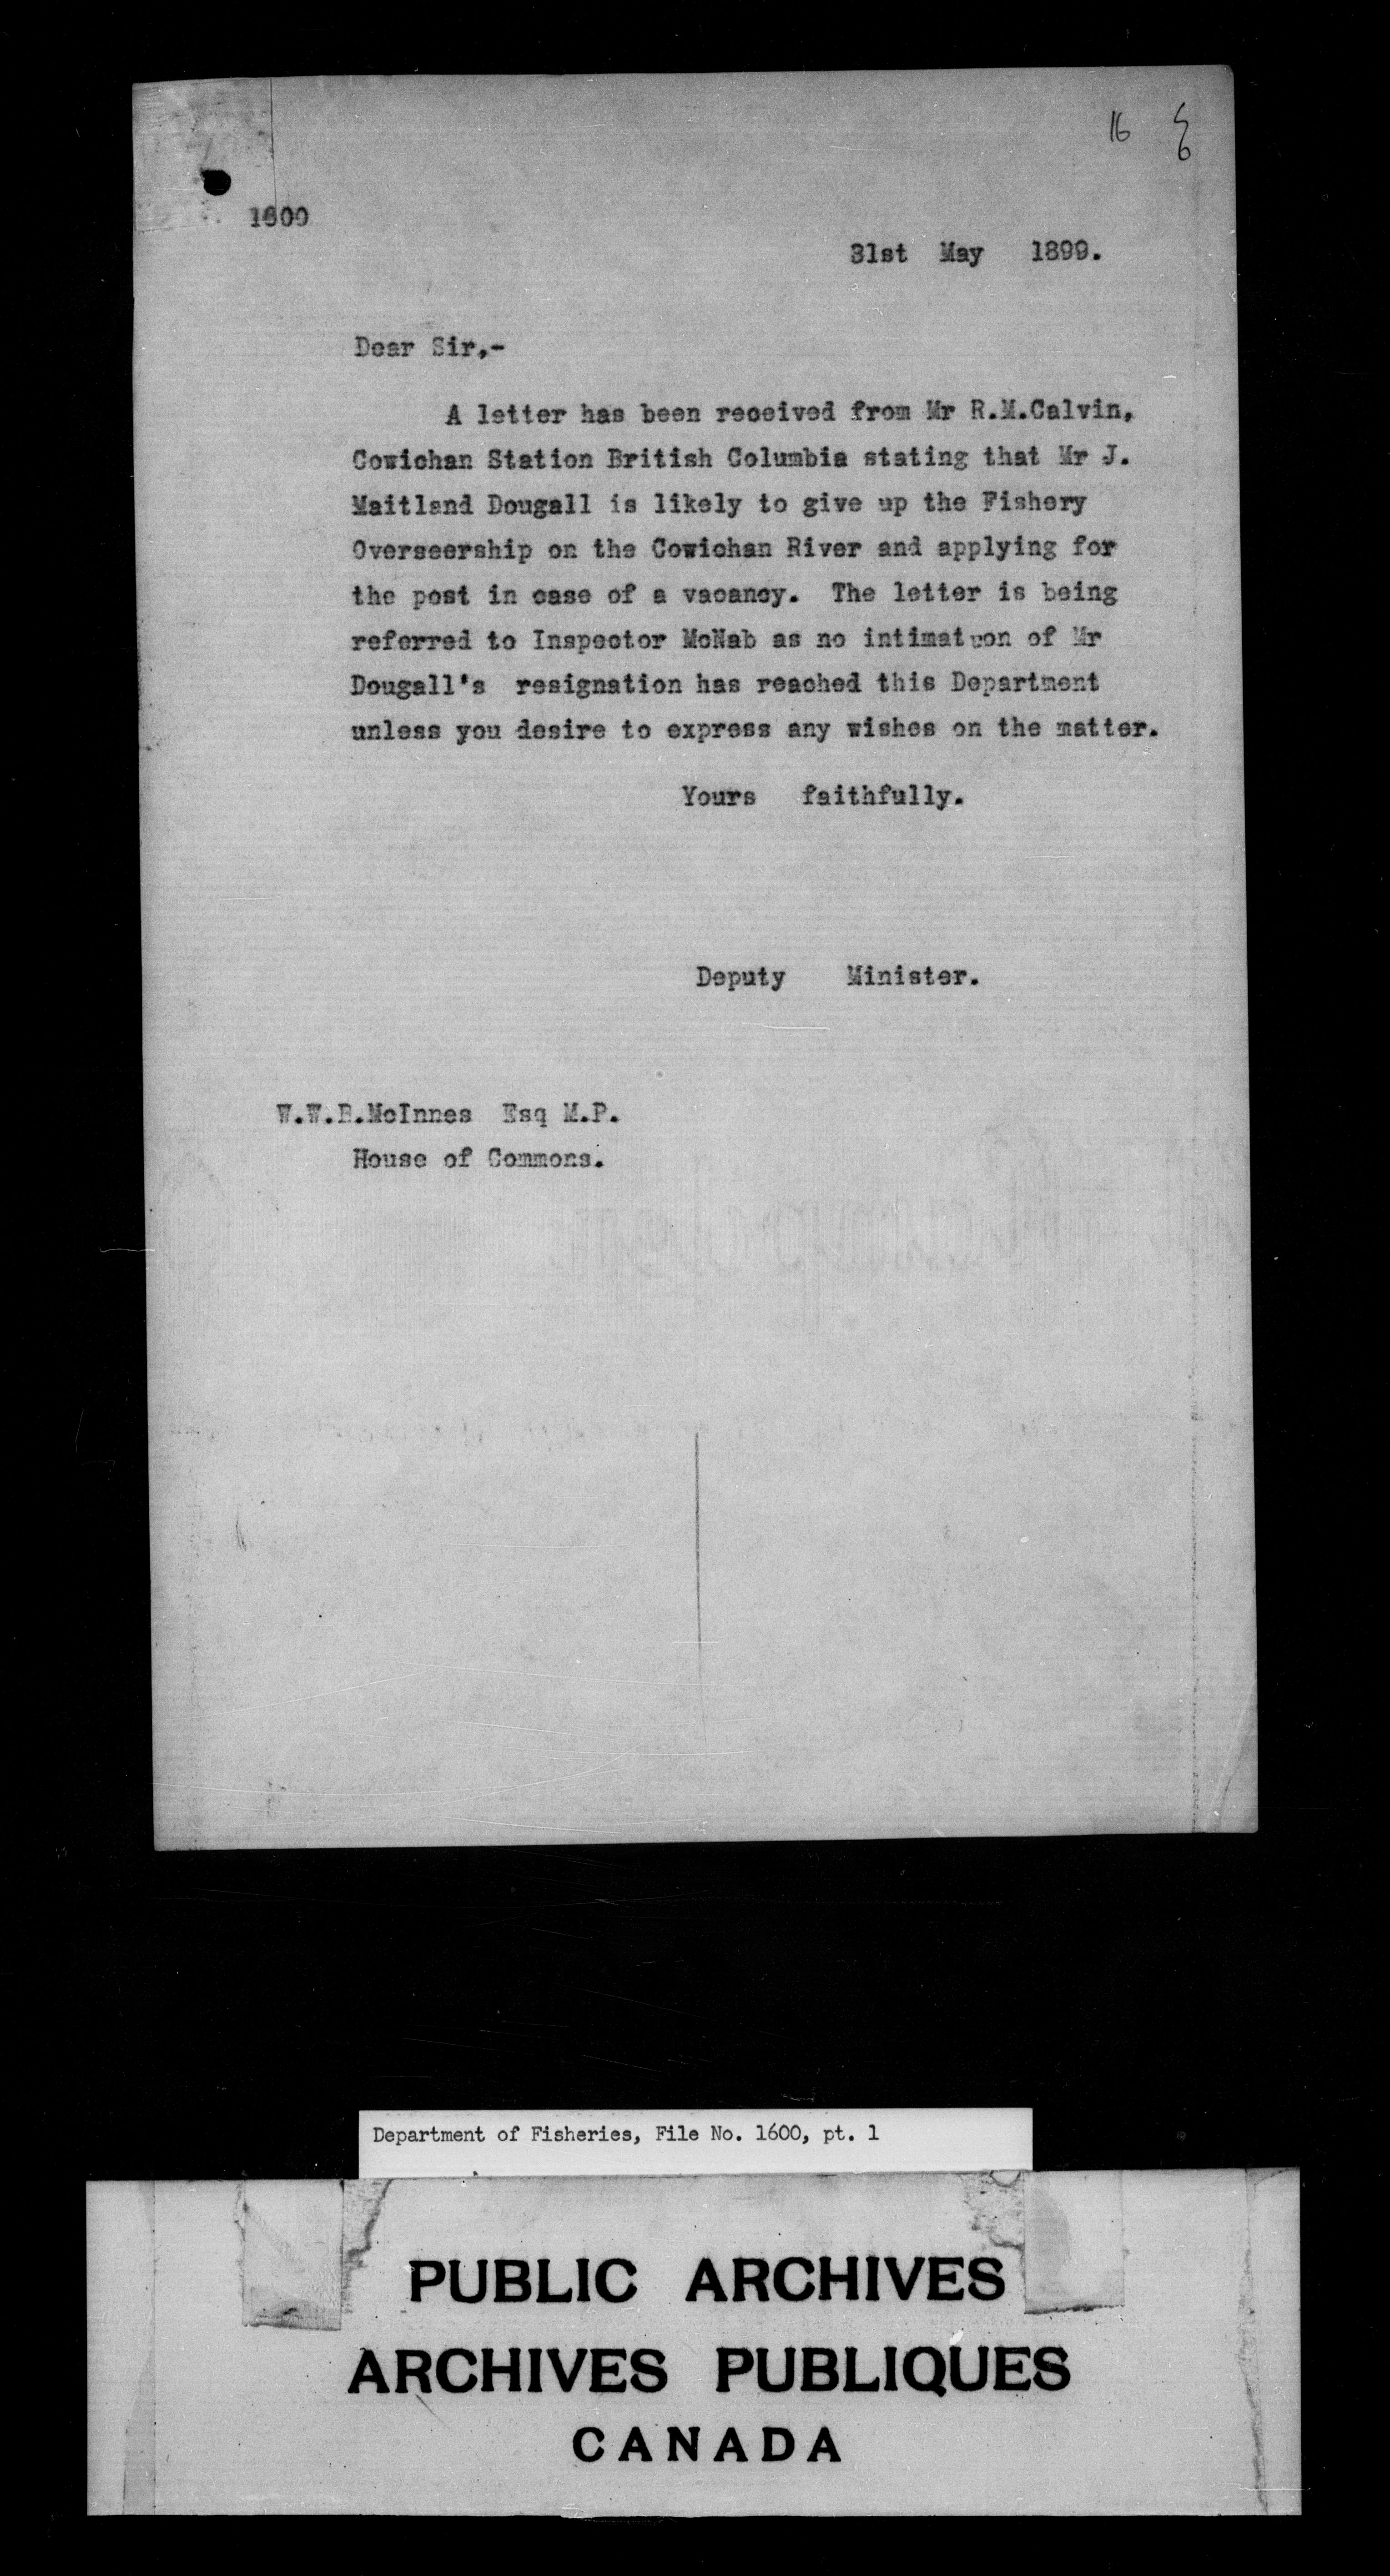 16
1600
31st May 1899.
Dear Sir,-
A letter has been received from Mr R.M.Calvin,
Cowichan Station British Columbia stating that Mr J.
Maitland Dougall is likely to give up the Fishery
Overseership on the Cowichan River and applying for
the post in case of a vacancy. The letter is being
referred to Inspector McNab as no intimation of Mr
Dougall's resignation has reached this Department
unless you desire to express any wishes on the matter.
Yours faithfully.
Deputy Minister.
W.W.B.McInnes Esq M.P.
House of Commons.
Department of Fisheries, File No. 1600, pt. 1
PUBLIC ARCHIVES
ARCHIVES PUBLIQUES
CANADA